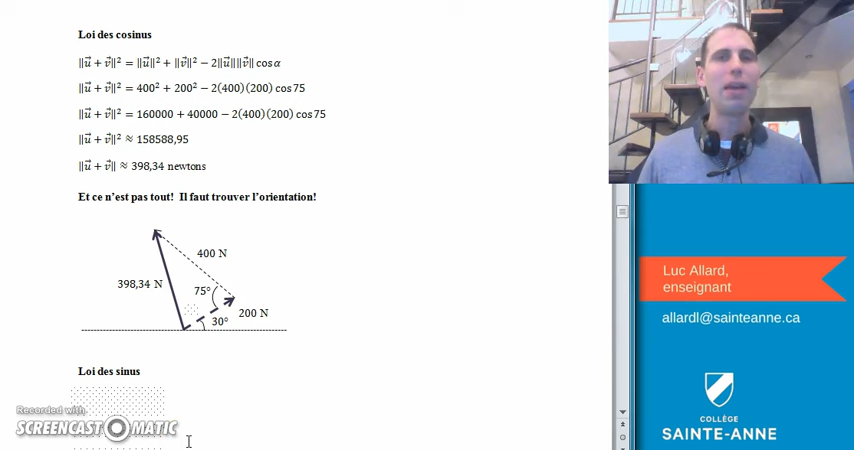 Loi des cosinus
‖u⃗ + v⃗‖² = ‖u⃗‖² + ‖v⃗‖² − 2‖u⃗‖‖v⃗‖ cos α
‖u⃗ + v⃗‖² = 400² + 200² − 2(400)(200) cos 75
‖u⃗ + v⃗‖² = 160000 + 40000 − 2(400)(200) cos 75
‖u⃗ + v⃗‖² ≈ 158588,95
‖u⃗ + v⃗‖ ≈ 398,34 newtons
Et ce n'est pas tout! Il faut trouver l'orientation!
400 N
398,34 N
75°
200 N
30°
Loi des sinus
Recorded with
SCREENCAST MATIC
Luc Allard,
enseignant
allardl@sainteanne.ca
COLLÈGE
SAINTE-ANNE